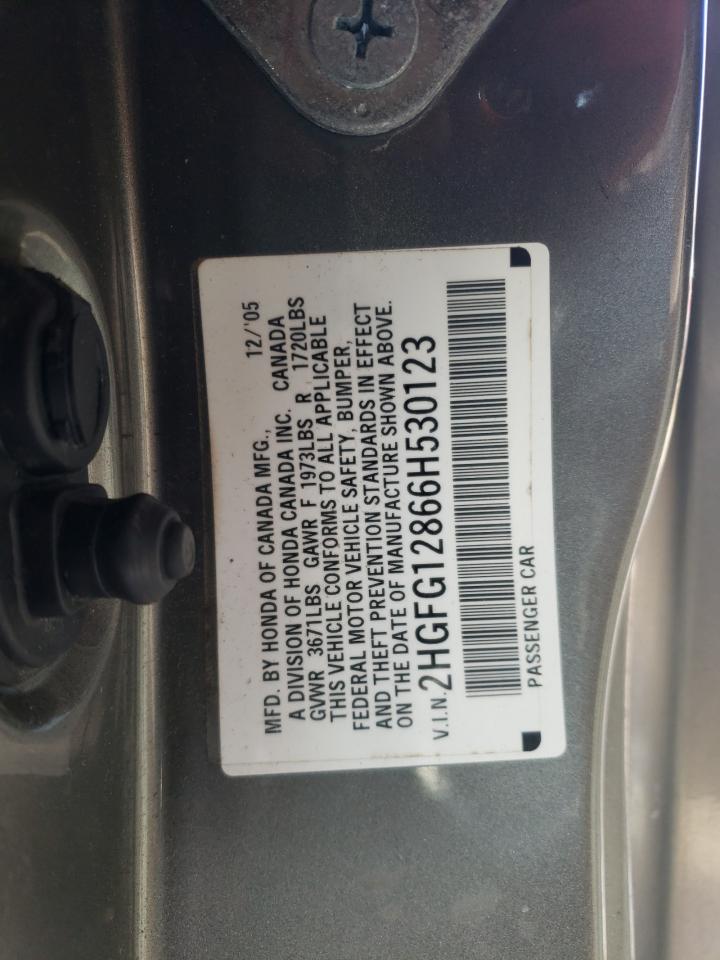 MFD. BY HONDA OF CANADA MFG., 12/'05
A DIVISION OF HONDA CANADA INC. CANADA
GVWR 3671LBS GAWR F 1973LBS R 1720LBS
THIS VEHICLE CONFORMS TO ALL APPLICABLE
FEDERAL MOTOR VEHICLE SAFETY, BUMPER,
AND THEFT PREVENTION STANDARDS IN EFFECT
ON THE DATE OF MANUFACTURE SHOWN ABOVE.
V.I.N. 2HGFG12866H530123
PASSENGER CAR